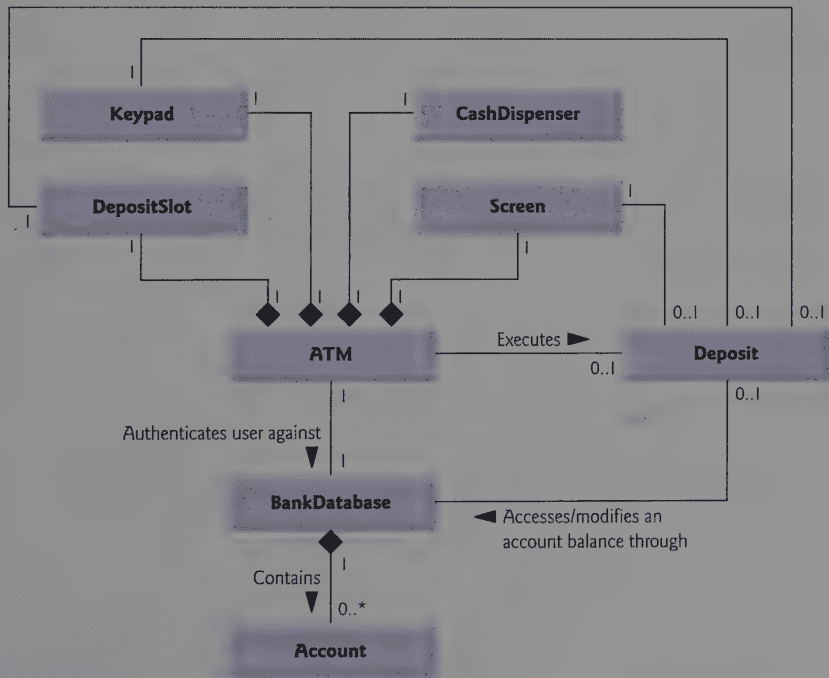 1
Keypad
1
1
CashDispenser
DepositSlot
1
1
Screen
1
1
1
1
1
1
0..1
0..1
0..1
ATM
Executes
0..1
Deposit
1
0..1
Authenticates user against
1
BankDatabase
Accesses/modifies an
account balance through
1
Contains
0..*
Account